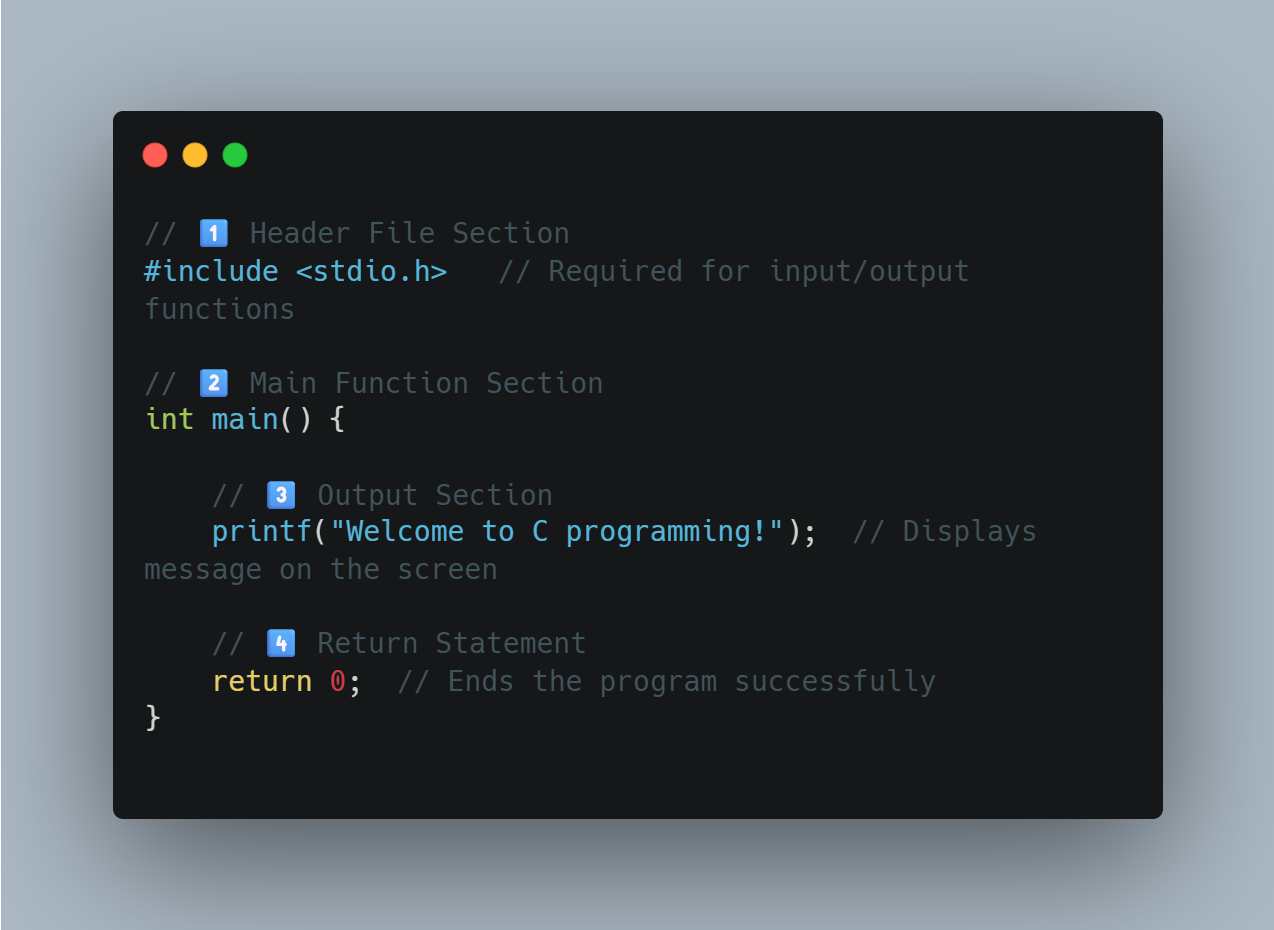 // 1️⃣ Header File Section
#include <stdio.h>   // Required for input/output
functions
// 2️⃣ Main Function Section
int main() {
    // 3️⃣ Output Section
    printf("Welcome to C programming!");  // Displays
message on the screen
    // 4️⃣ Return Statement
    return 0;  // Ends the program successfully
}